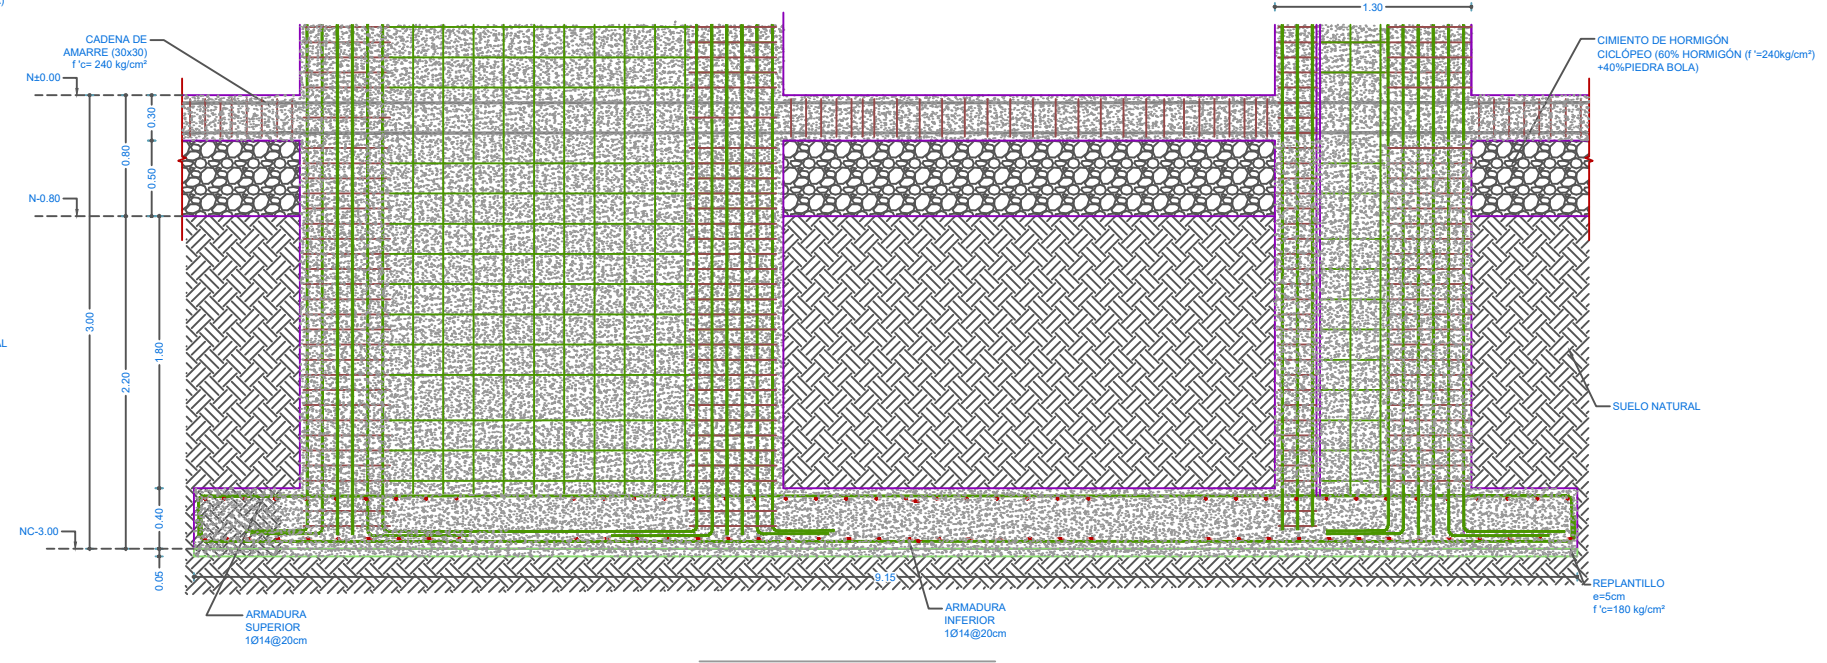 1.30
CADENA DE
AMARRE (30x30)
f 'c= 240 kg/cm²
CIMIENTO DE HORMIGÓN
CICLÓPEO (60% HORMIGÓN (f '=240kg/cm²)
+40%PIEDRA BOLA)
N±0.00
0.30
0.80
0.50
N-0.80
3.00
1.80
2.20
SUELO NATURAL
0.40
NC-3.00
0.05
9.15
REPLANTILLO
e=5cm
f 'c=180 kg/cm²
ARMADURA
SUPERIOR
1Ø14@20cm
ARMADURA
INFERIOR
1Ø14@20cm